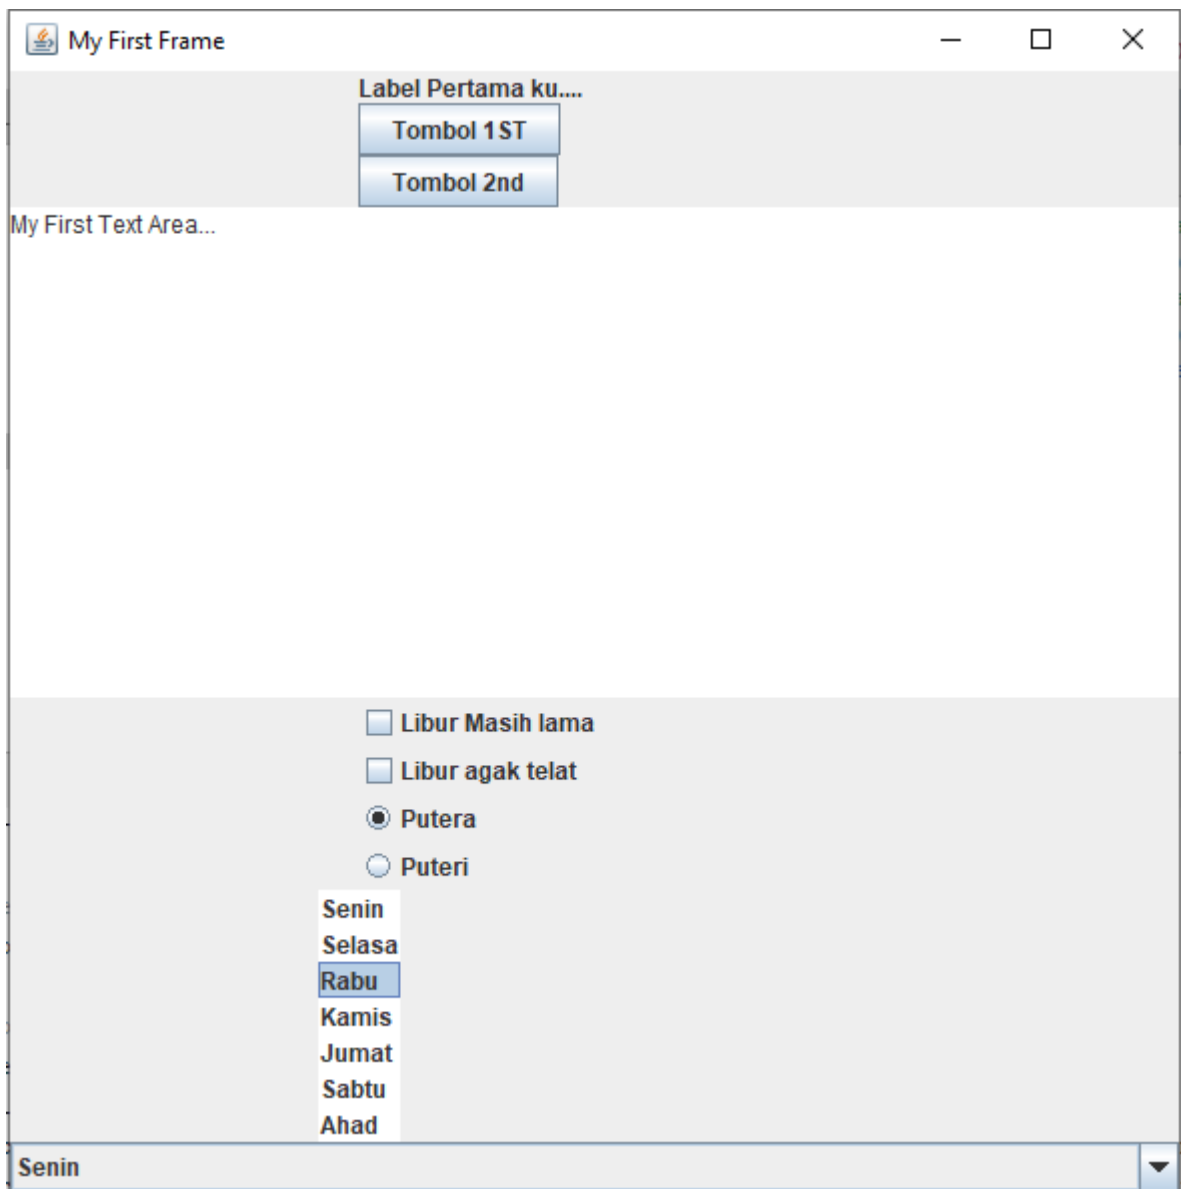 My First Frame
Label Pertama ku....
Tombol 1ST
Tombol 2nd
My First Text Area...
Libur Masih lama
Libur agak telat
Putera
Puteri
Senin
Selasa
Rabu
Kamis
Jumat
Sabtu
Ahad
Senin